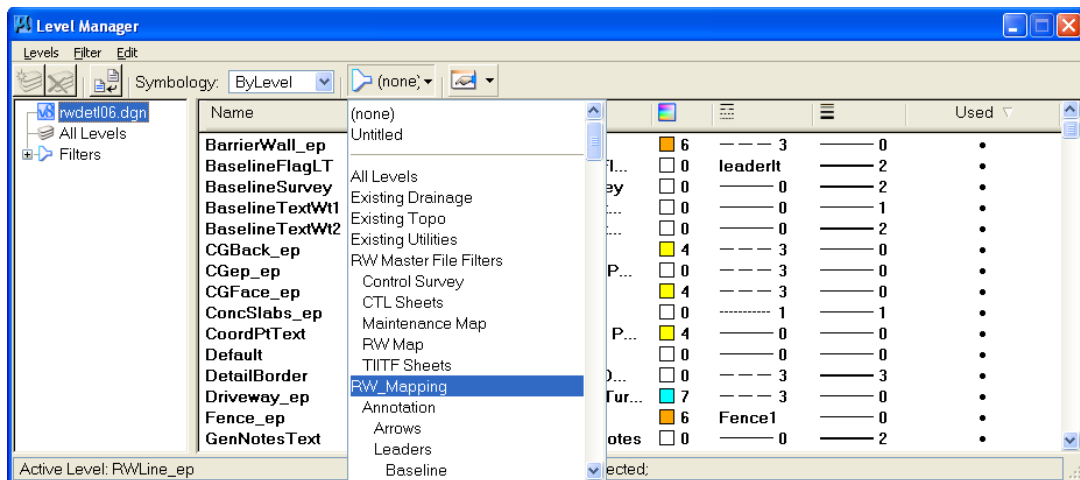 Level Manager
Levels Filter Edit
Symbology: ByLevel (none)
rwdetl06.dgn
All Levels
Filters
Name Used
BarrierWall_ep 6 3 0
BaselineFlagLT 0 leaderlt 2
BaselineSurvey ey 0 0 2
BaselineTextWt1 0 0 1
BaselineTextWt2 0 0 2
CGBack_ep 4 3 0
CGep_ep P... 0 3 0
CGFace_ep 4 3 0
ConcSlabs_ep 0 1 1
CoordPtText P... 4 0 0
Default 0 0 0
DetailBorder 0 3 3
Driveway_ep Tur... 7 3 0
Fence_ep 6 Fence1 0
GenNotesText otes 0 0 2
(none)
Untitled
All Levels
Existing Drainage
Existing Topo
Existing Utilities
RW Master File Filters
Control Survey
CTL Sheets
Maintenance Map
RW Map
TIITF Sheets
RW_Mapping
Annotation
Arrows
Leaders
Baseline
Active Level: RWLine_ep ected;